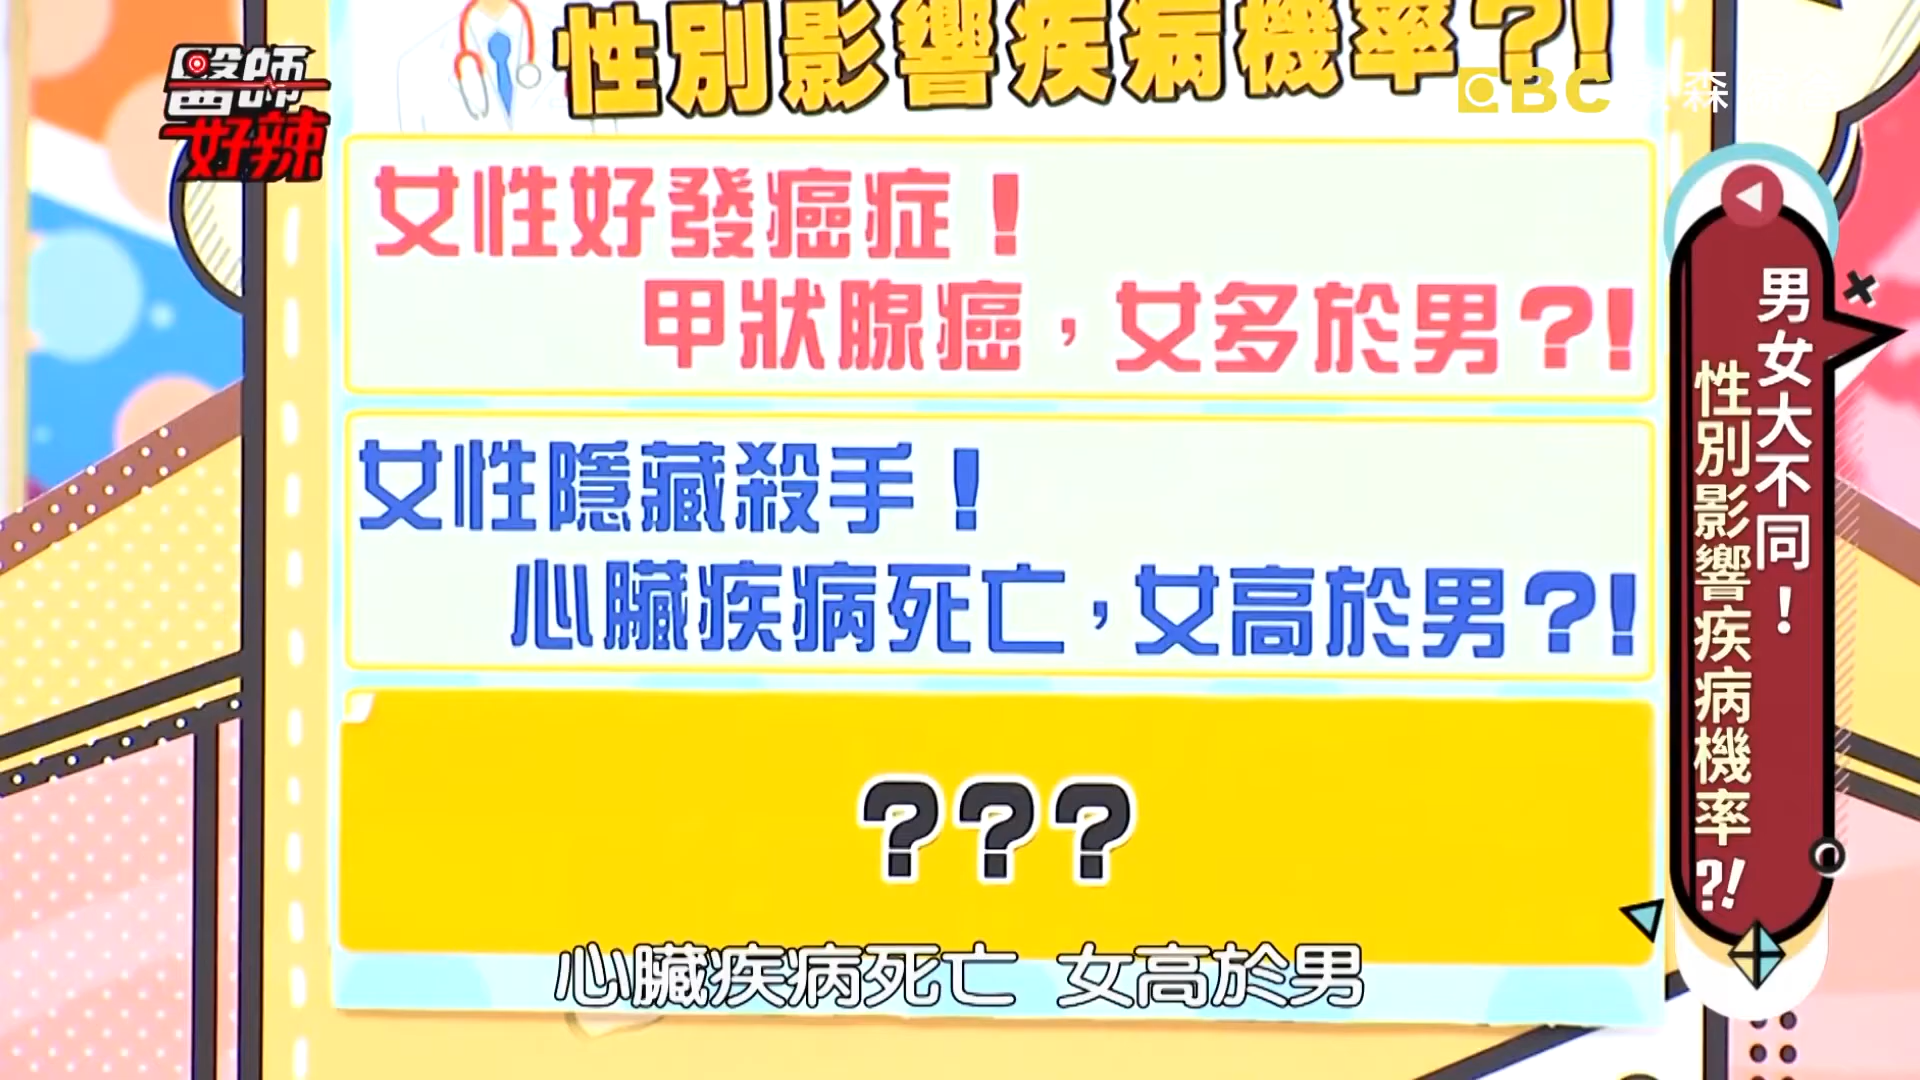 醫師
好辣
性別影響疾病機率?!
EBC 東森
女性好發癌症！
甲狀腺癌，女多於男?!
女性隱藏殺手！
心臟疾病死亡，女高於男?!
???
男女大不同！
性別影響疾病機率?!
心臟疾病死亡 女高於男